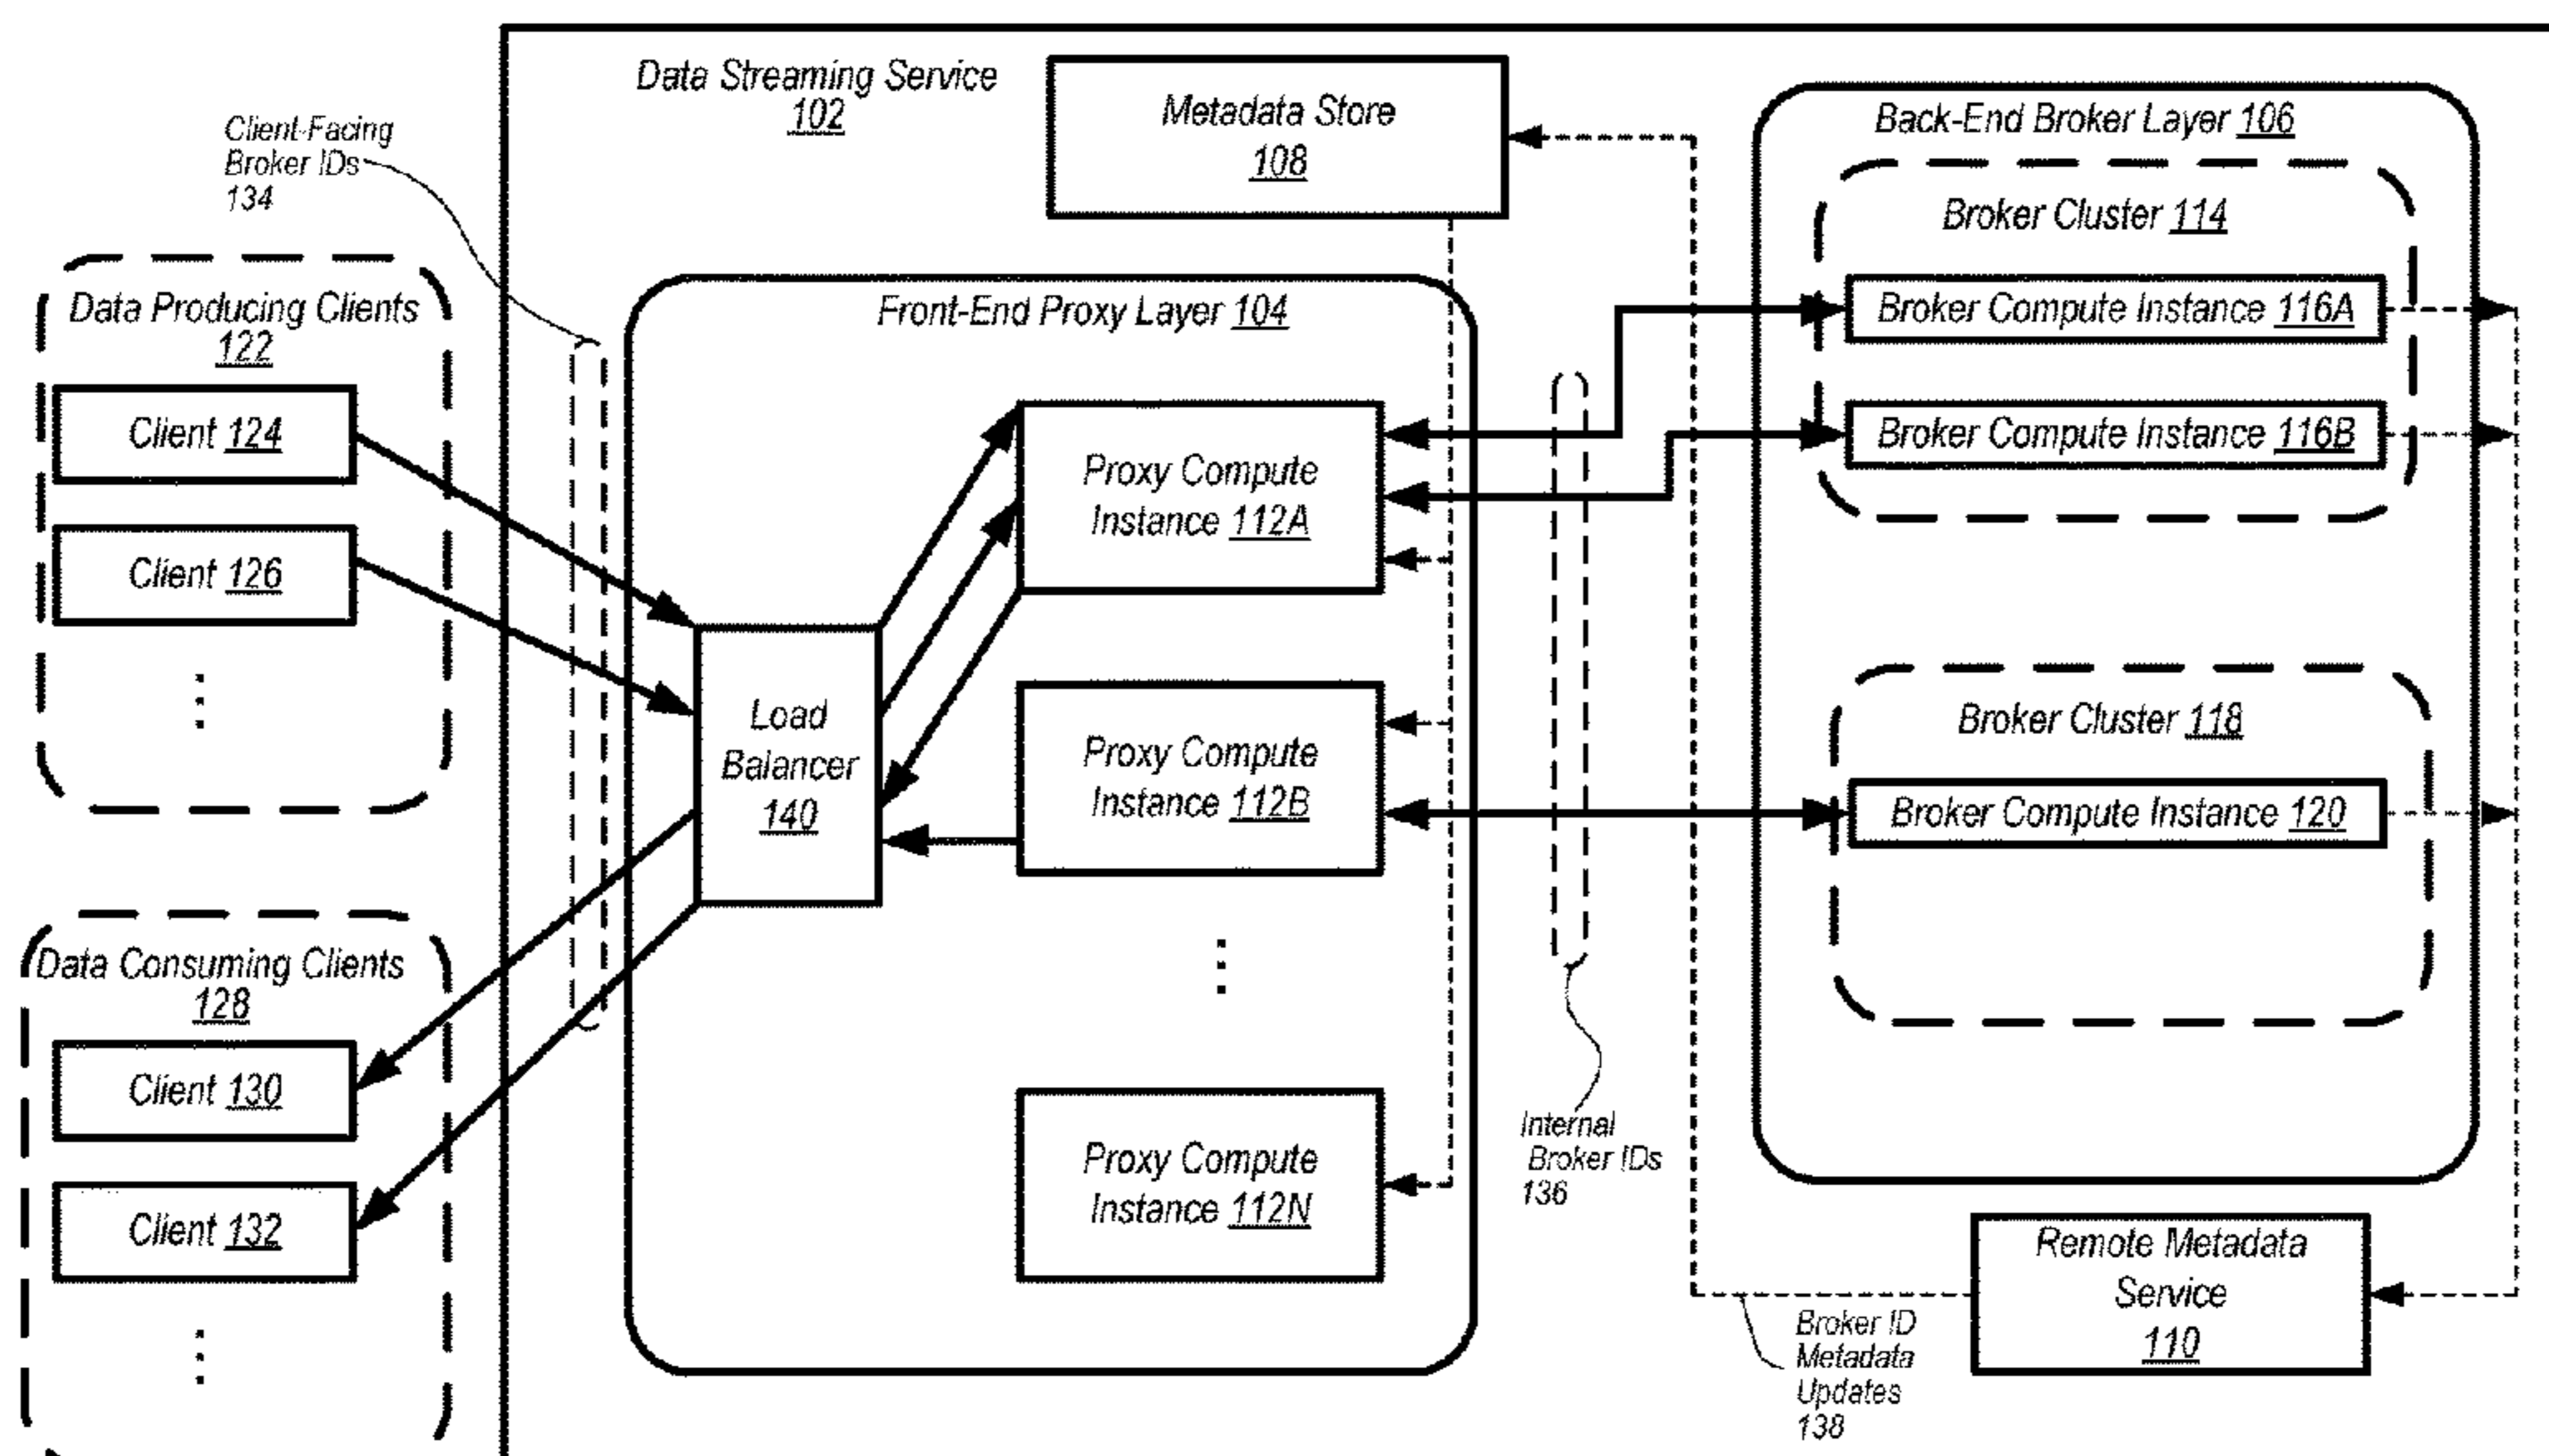 Data Streaming Service
102
Metadata Store
108
Client-Facing
Broker IDs
134
Data Producing Clients
122
Client 124
Client 126
Data Consuming Clients
128
Client 130
Client 132
Front-End Proxy Layer 104
Load
Balancer
140
Proxy Compute
Instance 112A
Proxy Compute
Instance 112B
Proxy Compute
Instance 112N
Internal
Broker IDs
136
Back-End Broker Layer 106
Broker Cluster 114
Broker Compute Instance 116A
Broker Compute Instance 116B
Broker Cluster 118
Broker Compute Instance 120
Remote Metadata
Service
110
Broker ID
Metadata
Updates
138